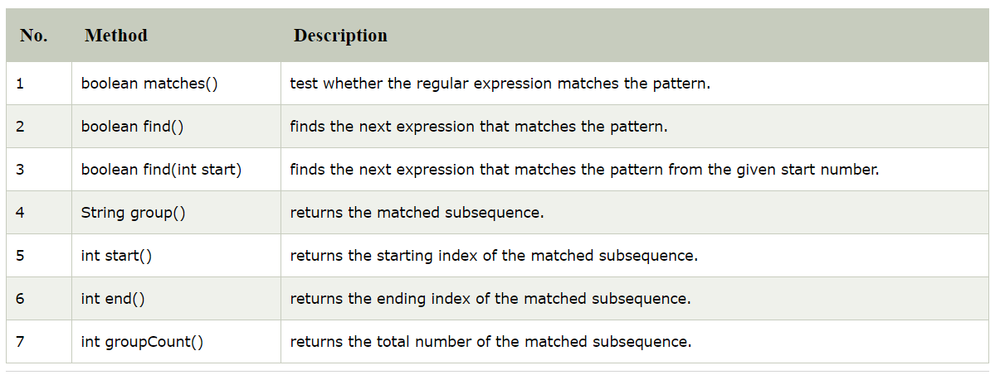 No. Method Description
1 boolean matches() test whether the regular expression matches the pattern.
2 boolean find() finds the next expression that matches the pattern.
3 boolean find(int start) finds the next expression that matches the pattern from the given start number.
4 String group() returns the matched subsequence.
5 int start() returns the starting index of the matched subsequence.
6 int end() returns the ending index of the matched subsequence.
7 int groupCount() returns the total number of the matched subsequence.